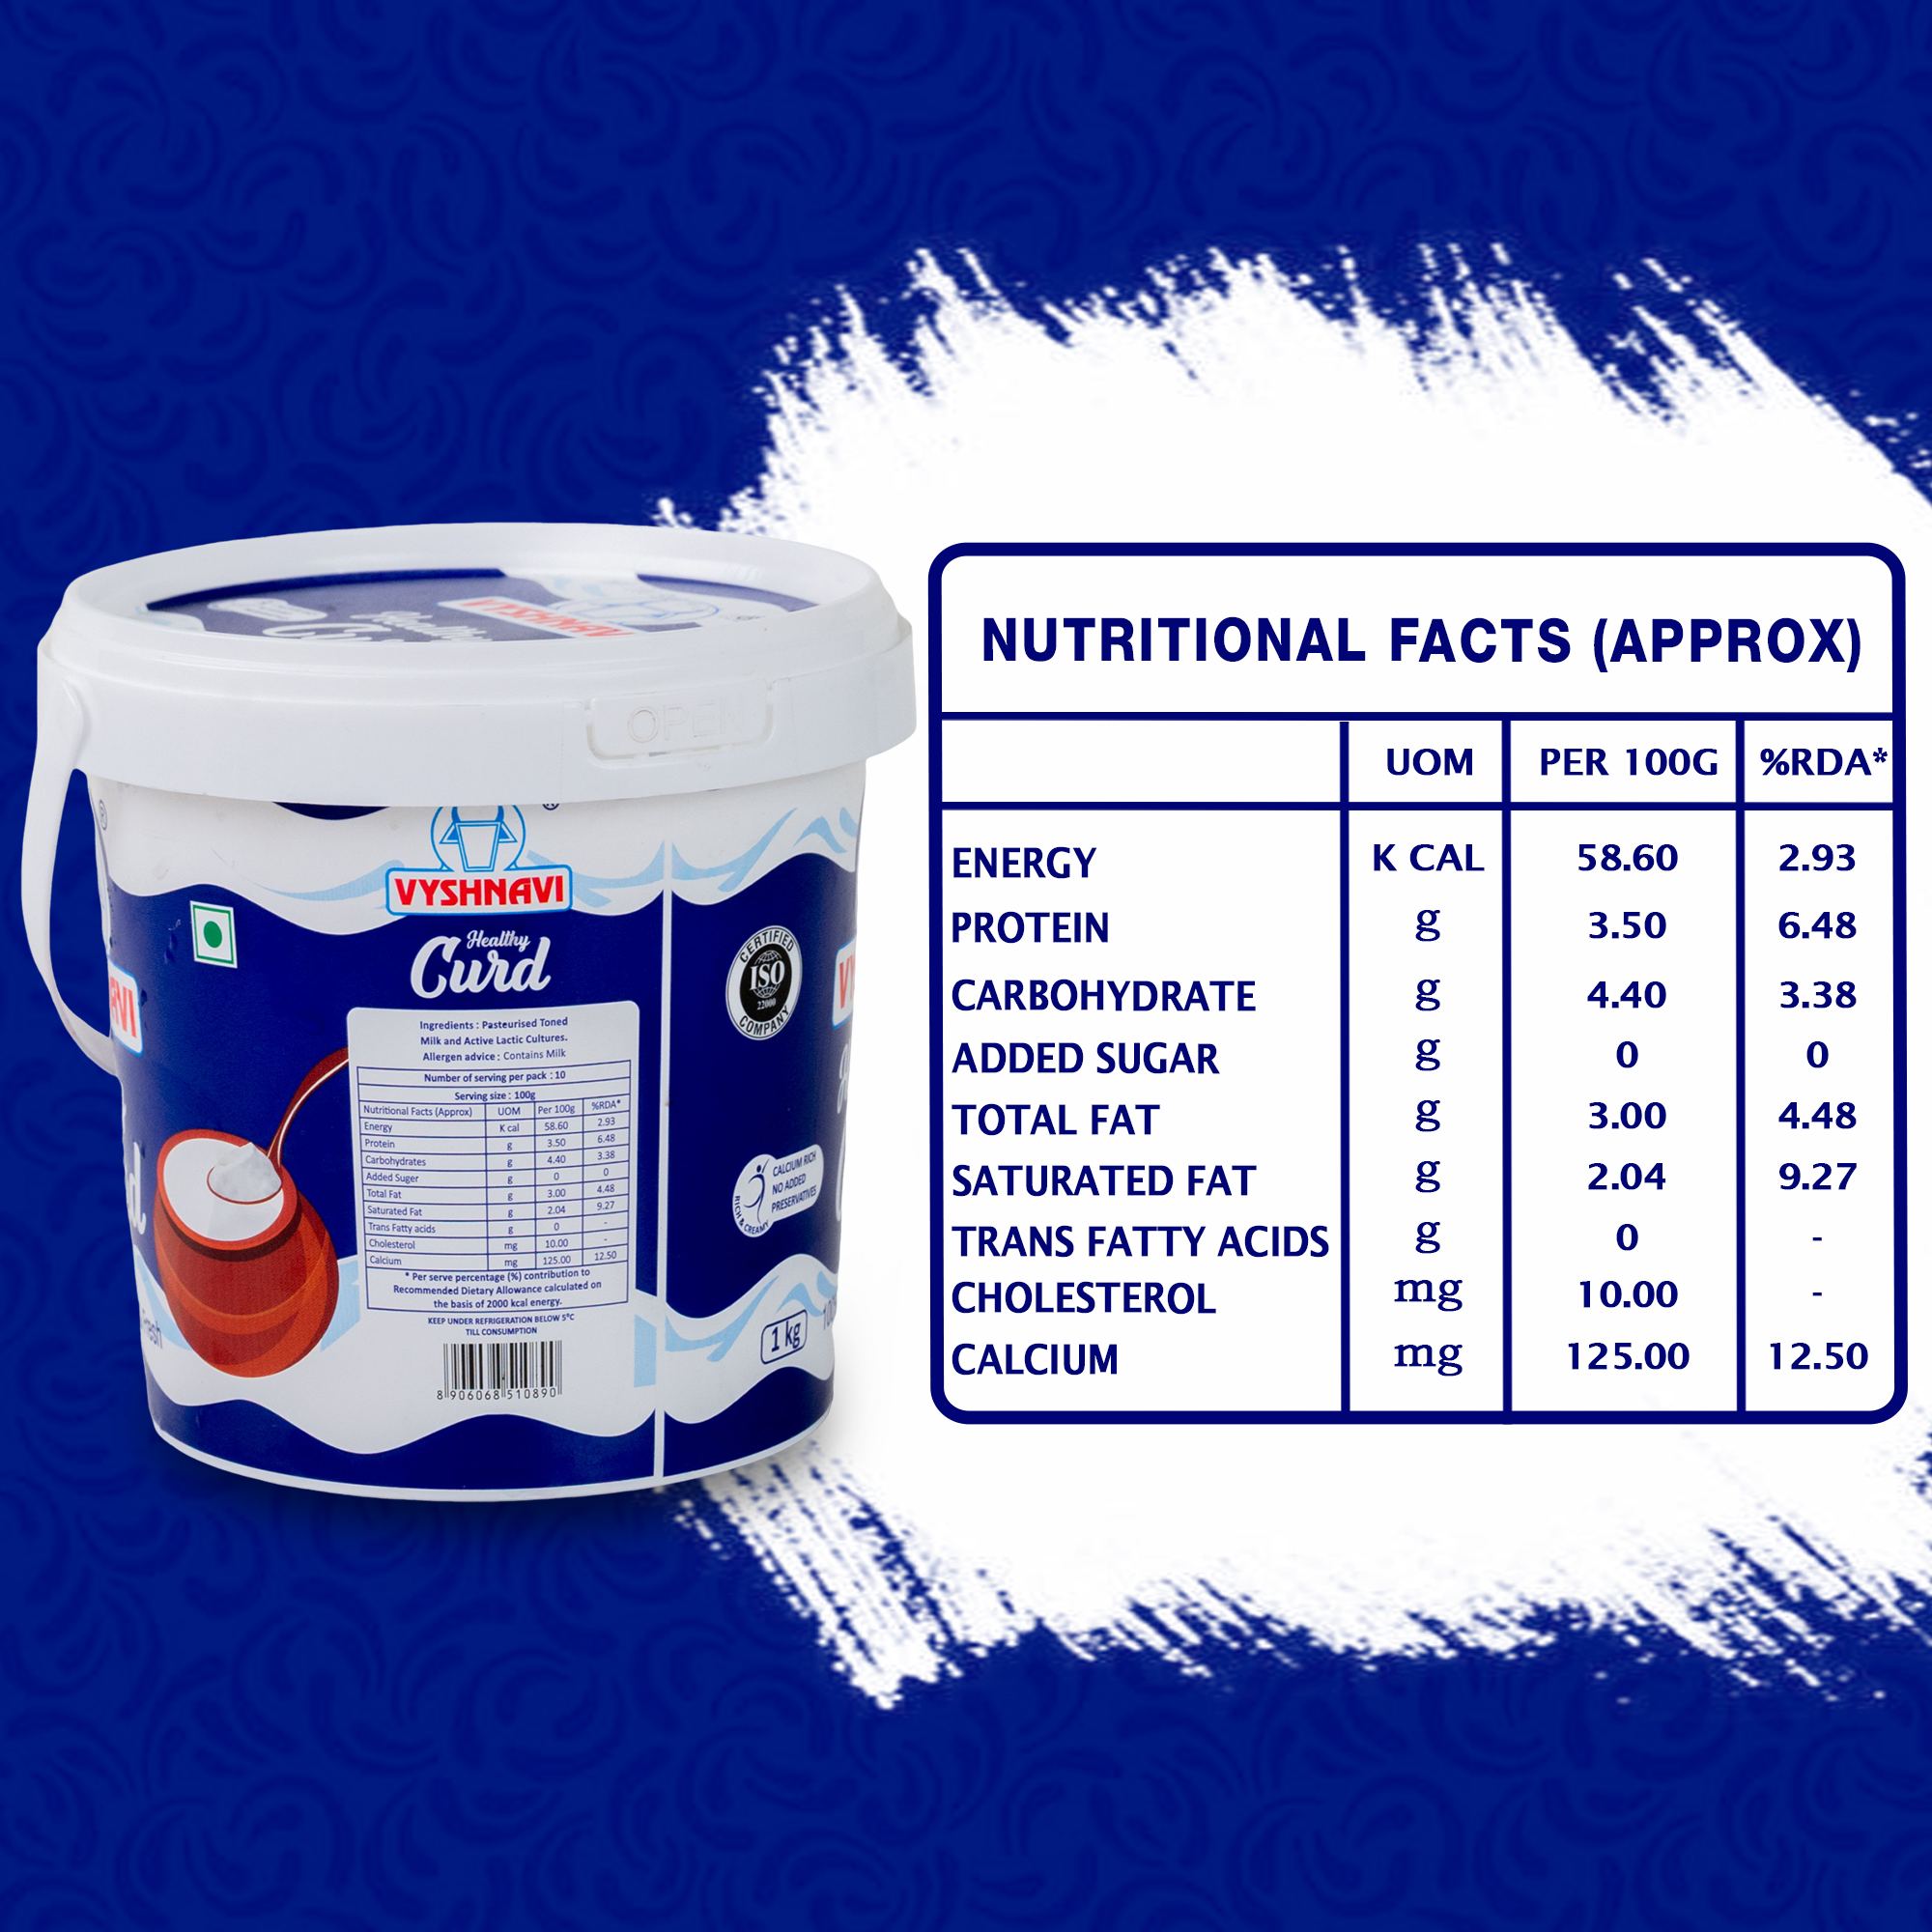 VYSHNAVI
OPEN
VYSHNAVI
Healthy
Curd
Ingredients : Pasteurised Toned
Milk and Active Lactic Cultures.
Allergen advice : Contains Milk
Number of serving per pack : 10
Serving size : 100g
Nutritional Facts (Approx) UOM Per 100g %RDA*
Energy K cal 58.60 2.93
Protein g 3.50 6.48
Carbohydrates g 4.40 3.38
Added Suger g 0 0
Total Fat g 3.00 4.48
Saturated Fat g 2.04 9.27
Trans Fatty acids g 0 -
Cholesterol mg 10.00 -
Calcium mg 125.00 12.50
* Per serve percentage (%) contribution to
Recommended Dietary Allowance calculated on
the basis of 2000 kcal energy.
KEEP UNDER REFRIGERATION BELOW 5°C
TILL CONSUMPTION
8 906068 510890
CERTIFIED
ISO
22000
COMPANY
CALCIUM RICH
NO ADDED
PRESERVATIVES
RICH & CREAMY
1 kg
NUTRITIONAL FACTS (APPROX)
UOM PER 100G %RDA*
ENERGY K CAL 58.60 2.93
PROTEIN g 3.50 6.48
CARBOHYDRATE g 4.40 3.38
ADDED SUGAR g 0 0
TOTAL FAT g 3.00 4.48
SATURATED FAT g 2.04 9.27
TRANS FATTY ACIDS g 0 -
CHOLESTEROL mg 10.00 -
CALCIUM mg 125.00 12.50